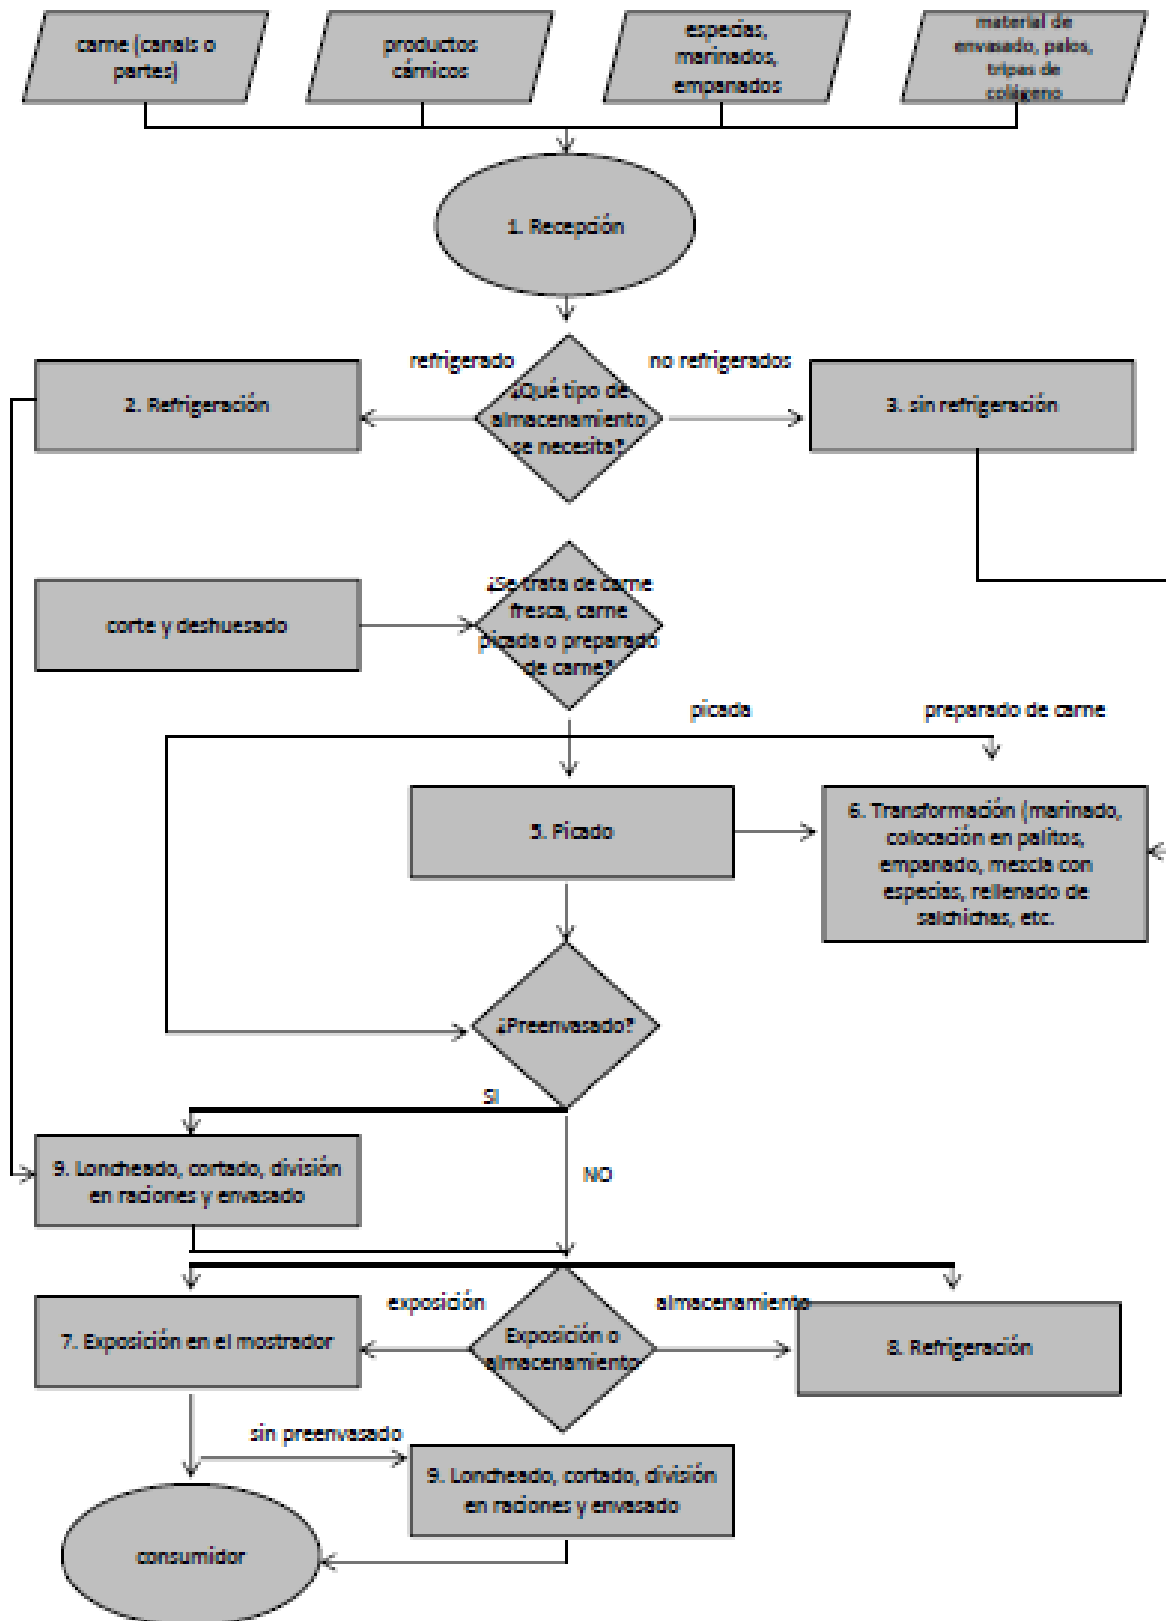 carne (canals o
partes)
productos
cárnicos
especias,
marinados,
empanados
material de
envasado, palos,
tripas de
colágeno
1. Recepción
refrigerado
no refrigerados
¿Qué tipo de
almacenamiento
se necesita?
2. Refrigeración
3. sin refrigeración
¿Se trata de carne
fresca, carne
picada o preparado
de carne?
corte y deshuesado
picada
preparado de carne
5. Picado
6. Transformación (marinado,
colocación en palitos,
empanado, mezcla con
especias, rellenado de
salchichas, etc.
¿Preenvasado?
SI
NO
9. Loncheado, cortado, división
en raciones y envasado
exposición
almacenamiento
7. Exposición en el mostrador
Exposición o
almacenamiento
8. Refrigeración
sin preenvasado
9. Loncheado, cortado, división
en raciones y envasado
consumidor